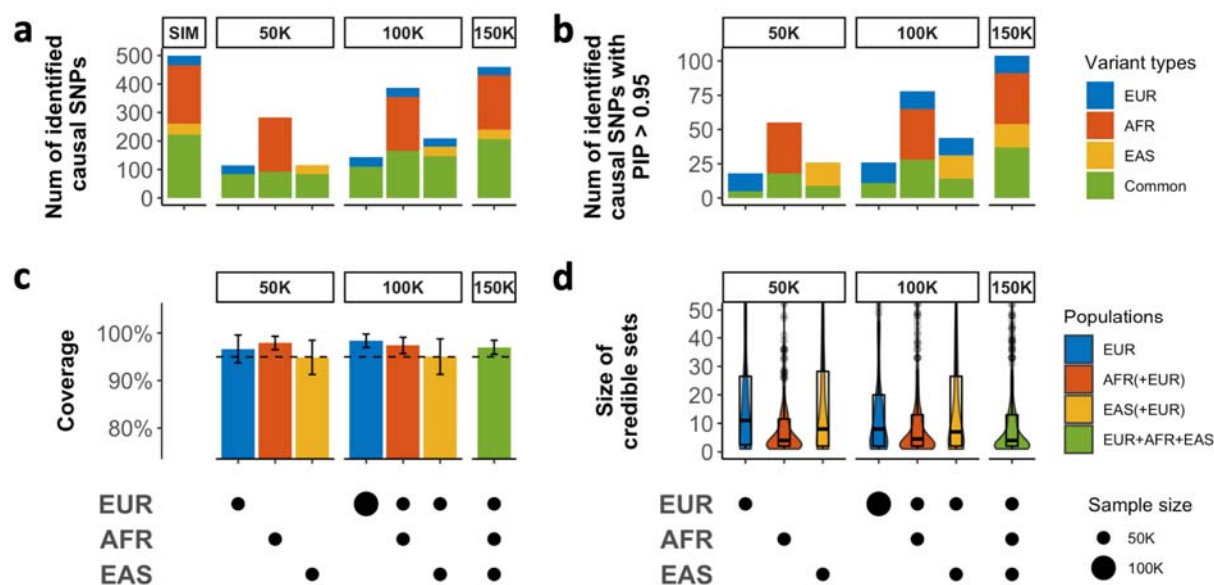 a
Num of identified
causal SNPs
SIM
50K
100K
150K
500
400
300
200
100
0
b
Num of identified
causal SNPs with
PIP > 0.95
50K
100K
150K
100
75
50
25
0
Variant types
EUR
AFR
EAS
Common
c
Coverage
50K
100K
150K
100%
90%
80%
d
Size of
credible sets
50K
100K
150K
50
40
30
20
10
0
Populations
EUR
AFR(+EUR)
EAS(+EUR)
EUR+AFR+EAS
EUR
AFR
EAS
EUR
AFR
EAS
Sample size
50K
100K